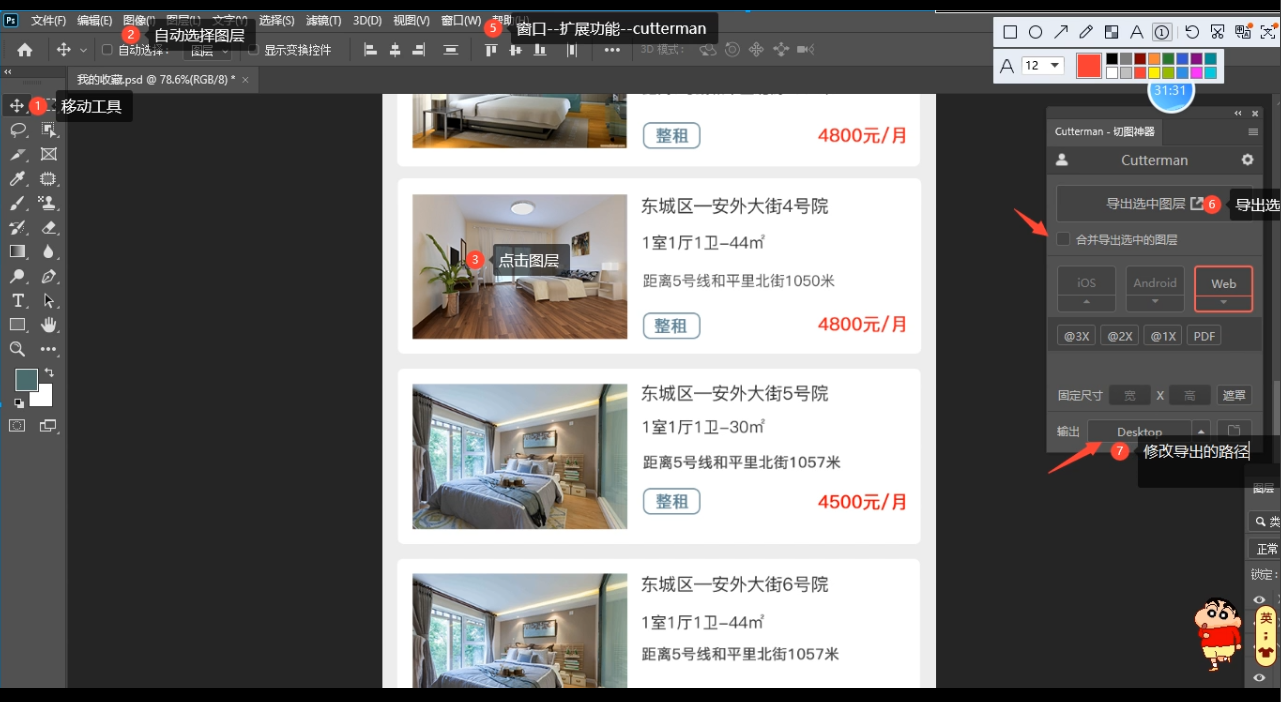 Ps 文件(F) 编辑(E) 图像(I) 图层(L) 文字(Y) 选择(S) 滤镜(T) 3D(D) 视图(V) 窗口(W) 帮助(H)
5 窗口--扩展功能--cutterman
2 自动选择图层
自动选择： 图层 显示变换控件 3D 模式：
A 12
31:31
我的收藏.psd @ 78.6%(RGB/8) * ×
1 移动工具
整租 4800元/月
东城区—安外大街4号院
1室1厅1卫-44㎡
3 点击图层
距离5号线和平里北街1050米
整租 4800元/月
东城区—安外大街5号院
1室1厅1卫-30㎡
距离5号线和平里北街1057米
整租 4500元/月
东城区—安外大街6号院
1室1厅1卫-44㎡
距离5号线和平里北街1057米
Cutterman - 切图神器
Cutterman
导出选中图层 6 导出选
合并导出选中的图层
iOS Android Web
@3X @2X @1X PDF
固定尺寸 宽 X 高 遮罩
输出 Desktop
7 修改导出的路径
图层
类
正常
锁定：
英